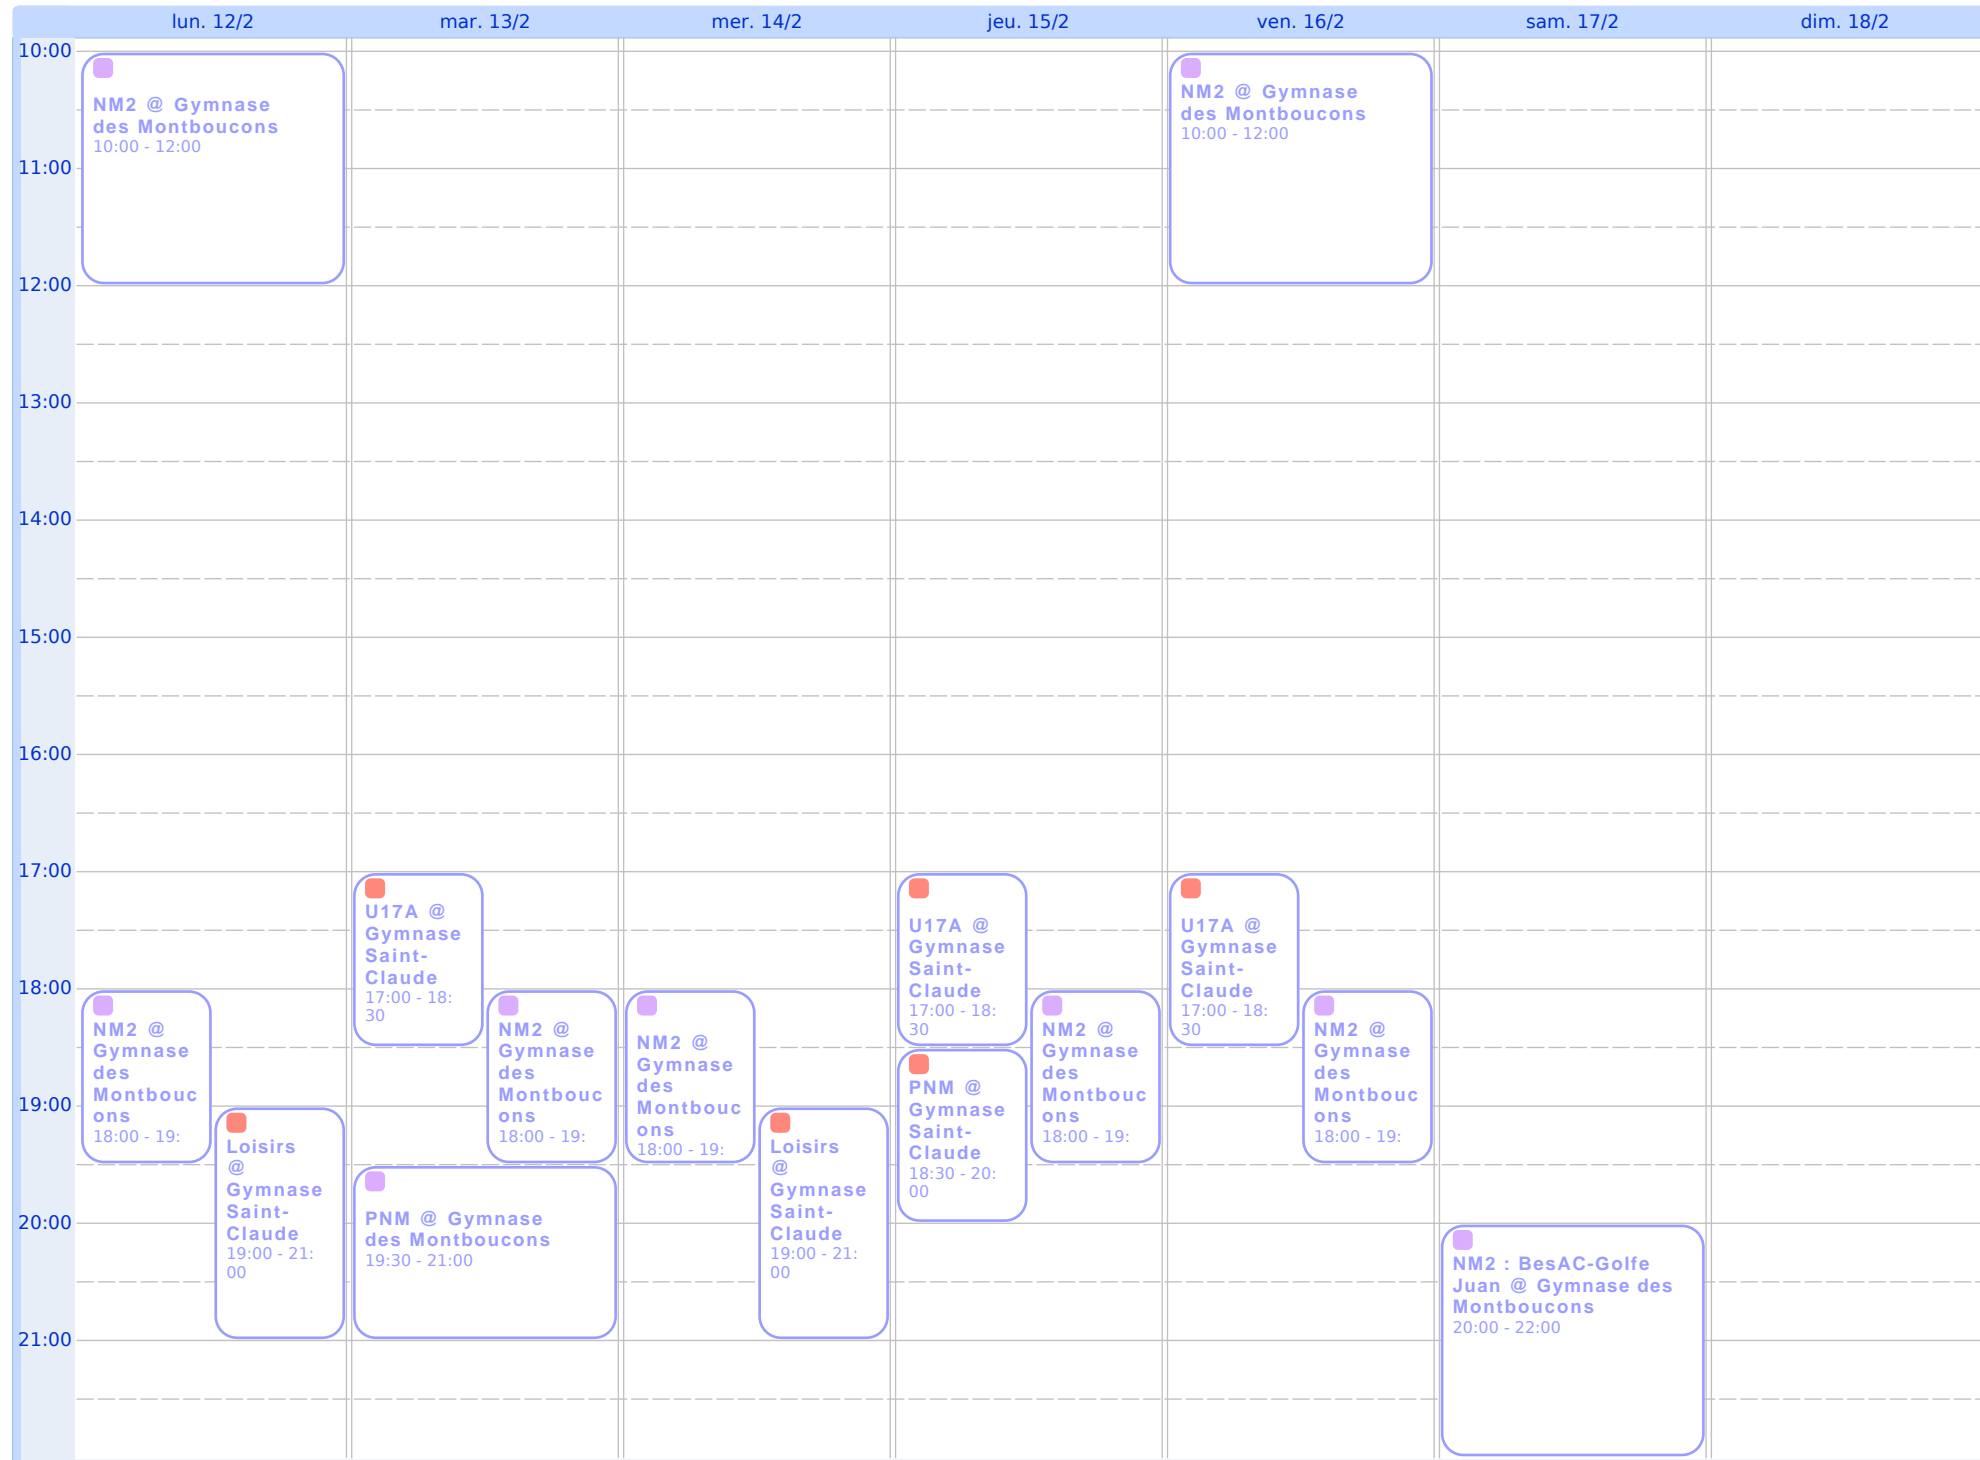 lun. 12/2
mar. 13/2
mer. 14/2
jeu. 15/2
ven. 16/2
sam. 17/2
dim. 18/2
10:00
11:00
12:00
13:00
14:00
15:00
16:00
17:00
18:00
19:00
20:00
21:00
NM2 @ Gymnase
des Montboucons
10:00 - 12:00
NM2 @
Gymnase
des
Montbouc
ons
18:00 - 19:
Loisirs
@
Gymnase
Saint-
Claude
19:00 - 21:
00
U17A @
Gymnase
Saint-
Claude
17:00 - 18:
30
NM2 @
Gymnase
des
Montbouc
ons
18:00 - 19:
PNM @ Gymnase
des Montboucons
19:30 - 21:00
NM2 @
Gymnase
des
Montbouc
ons
18:00 - 19:
Loisirs
@
Gymnase
Saint-
Claude
19:00 - 21:
00
U17A @
Gymnase
Saint-
Claude
17:00 - 18:
30
NM2 @
Gymnase
des
Montbouc
ons
18:00 - 19:
PNM @
Gymnase
Saint-
Claude
18:30 - 20:
00
NM2 @ Gymnase
des Montboucons
10:00 - 12:00
U17A @
Gymnase
Saint-
Claude
17:00 - 18:
30
NM2 @
Gymnase
des
Montbouc
ons
18:00 - 19:
NM2 : BesAC-Golfe
Juan @ Gymnase des
Montboucons
20:00 - 22:00